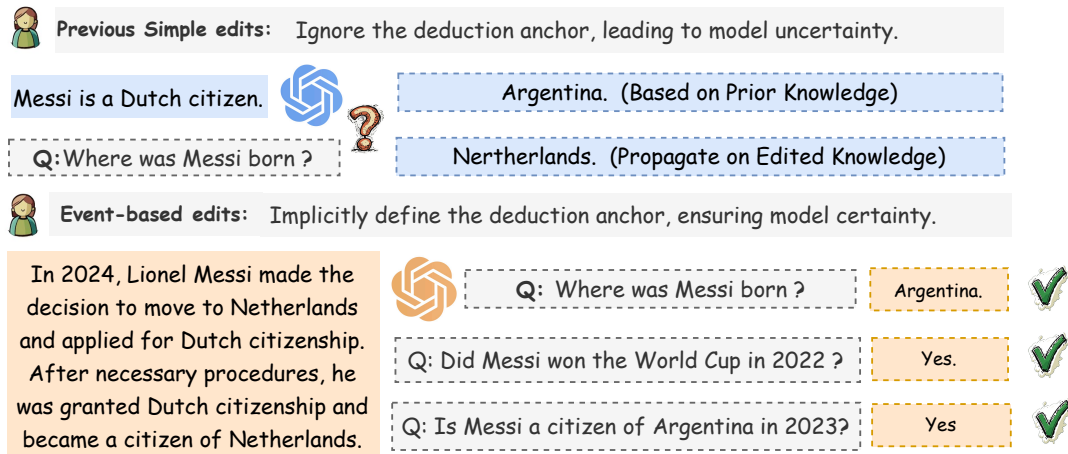 Previous Simple edits: Ignore the deduction anchor, leading to model uncertainty.
Messi is a Dutch citizen.
Argentina. (Based on Prior Knowledge)
Q:Where was Messi born ?
Nertherlands. (Propagate on Edited Knowledge)
Event-based edits: Implicitly define the deduction anchor, ensuring model certainty.
In 2024, Lionel Messi made the
decision to move to Netherlands
and applied for Dutch citizenship.
After necessary procedures, he
was granted Dutch citizenship and
became a citizen of Netherlands.
Q: Where was Messi born ?
Argentina.
Q: Did Messi won the World Cup in 2022 ?
Yes.
Q: Is Messi a citizen of Argentina in 2023?
Yes